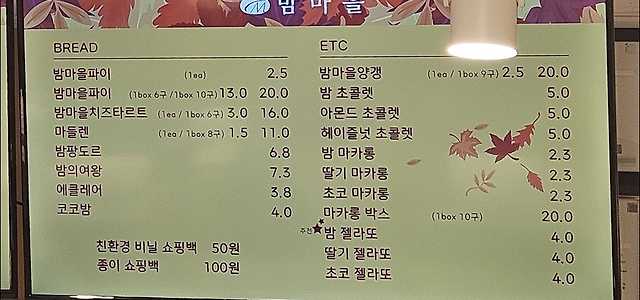 밤마을
BREAD
밤마을파이 (1ea) 2.5
밤마을파이 (1box 6구 /1box 10구) 13.0 20.0
밤마을치즈타르트 (1ea / 1box 6구) 3.0 16.0
마들렌 (1ea / 1box 8구) 1.5 11.0
밤팡도르 6.8
밤의여왕 7.3
에클레어 3.8
코코밤 4.0
친환경 비닐 쇼핑백 50원
종이 쇼핑백 100원
ETC
밤마을양갱 (1ea / 1box 9구) 2.5 20.0
밤 초콜렛 5.0
아몬드 초콜렛 5.0
헤이즐넛 초콜렛 5.0
밤 마카롱 2.3
딸기 마카롱 2.3
초코 마카롱 2.3
마카롱 박스 (1box 10구) 20.0
추천 밤 젤라또 4.0
딸기 젤라또 4.0
초코 젤라또 4.0